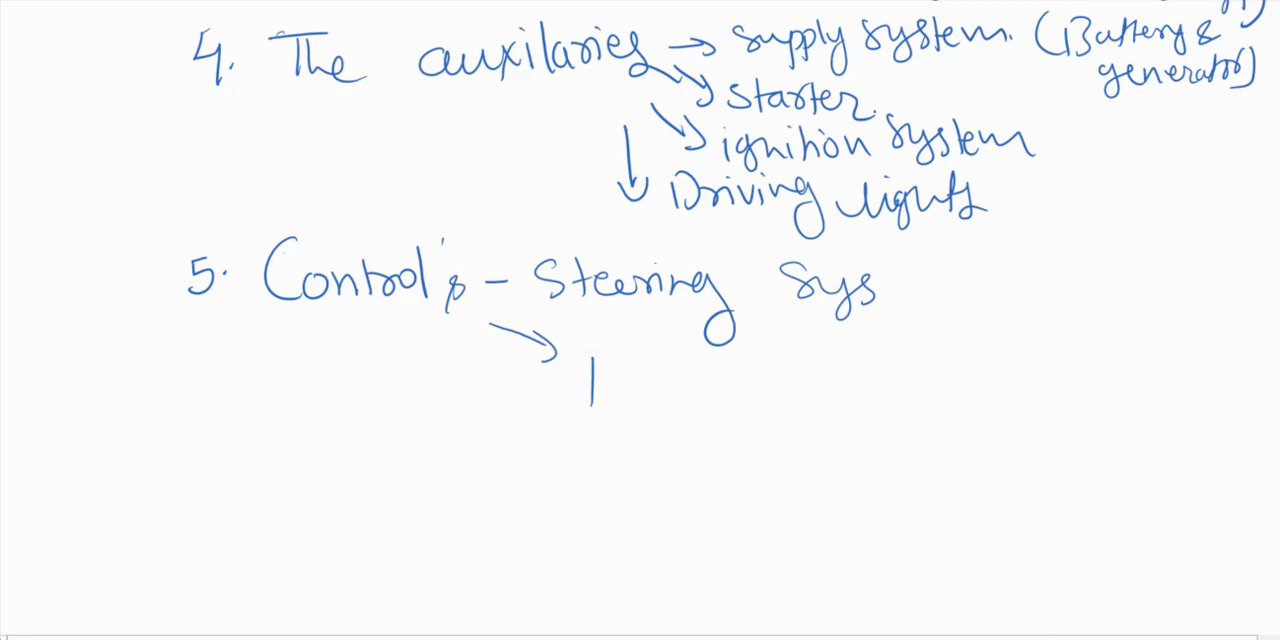 4. The auxilaries → Supply system. (Battery &
generator)
↘ Starter.
↘ ignition system
↓ Driving lights
5. Control's - Steering Sys
↘